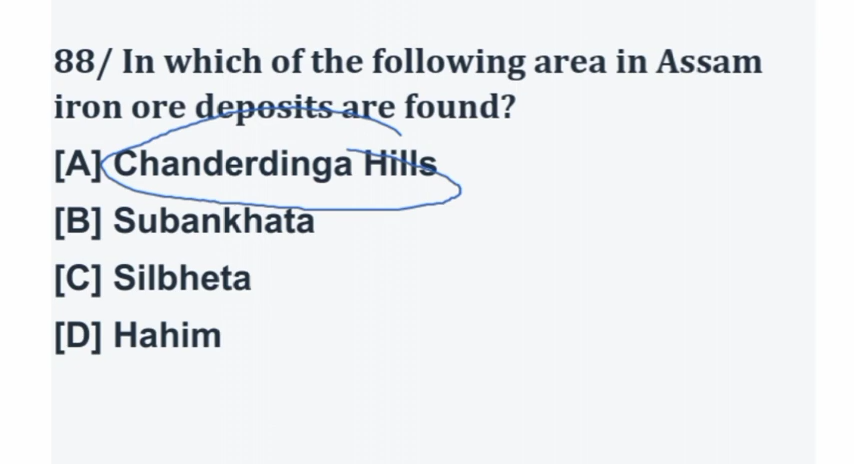 88/ In which of the following area in Assam
iron ore deposits are found?
[A] Chanderdinga Hills
[B] Subankhata
[C] Silbheta
[D] Hahim